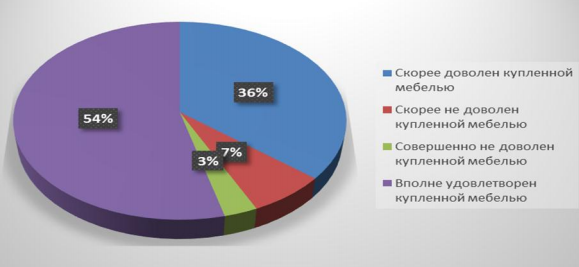 36%
7%
3%
54%
Скорее доволен купленной
мебелью
Скорее не доволен
купленной мебелью
Совершенно не доволен
купленной мебелью
Вполне удовлетворен
купленной мебелью